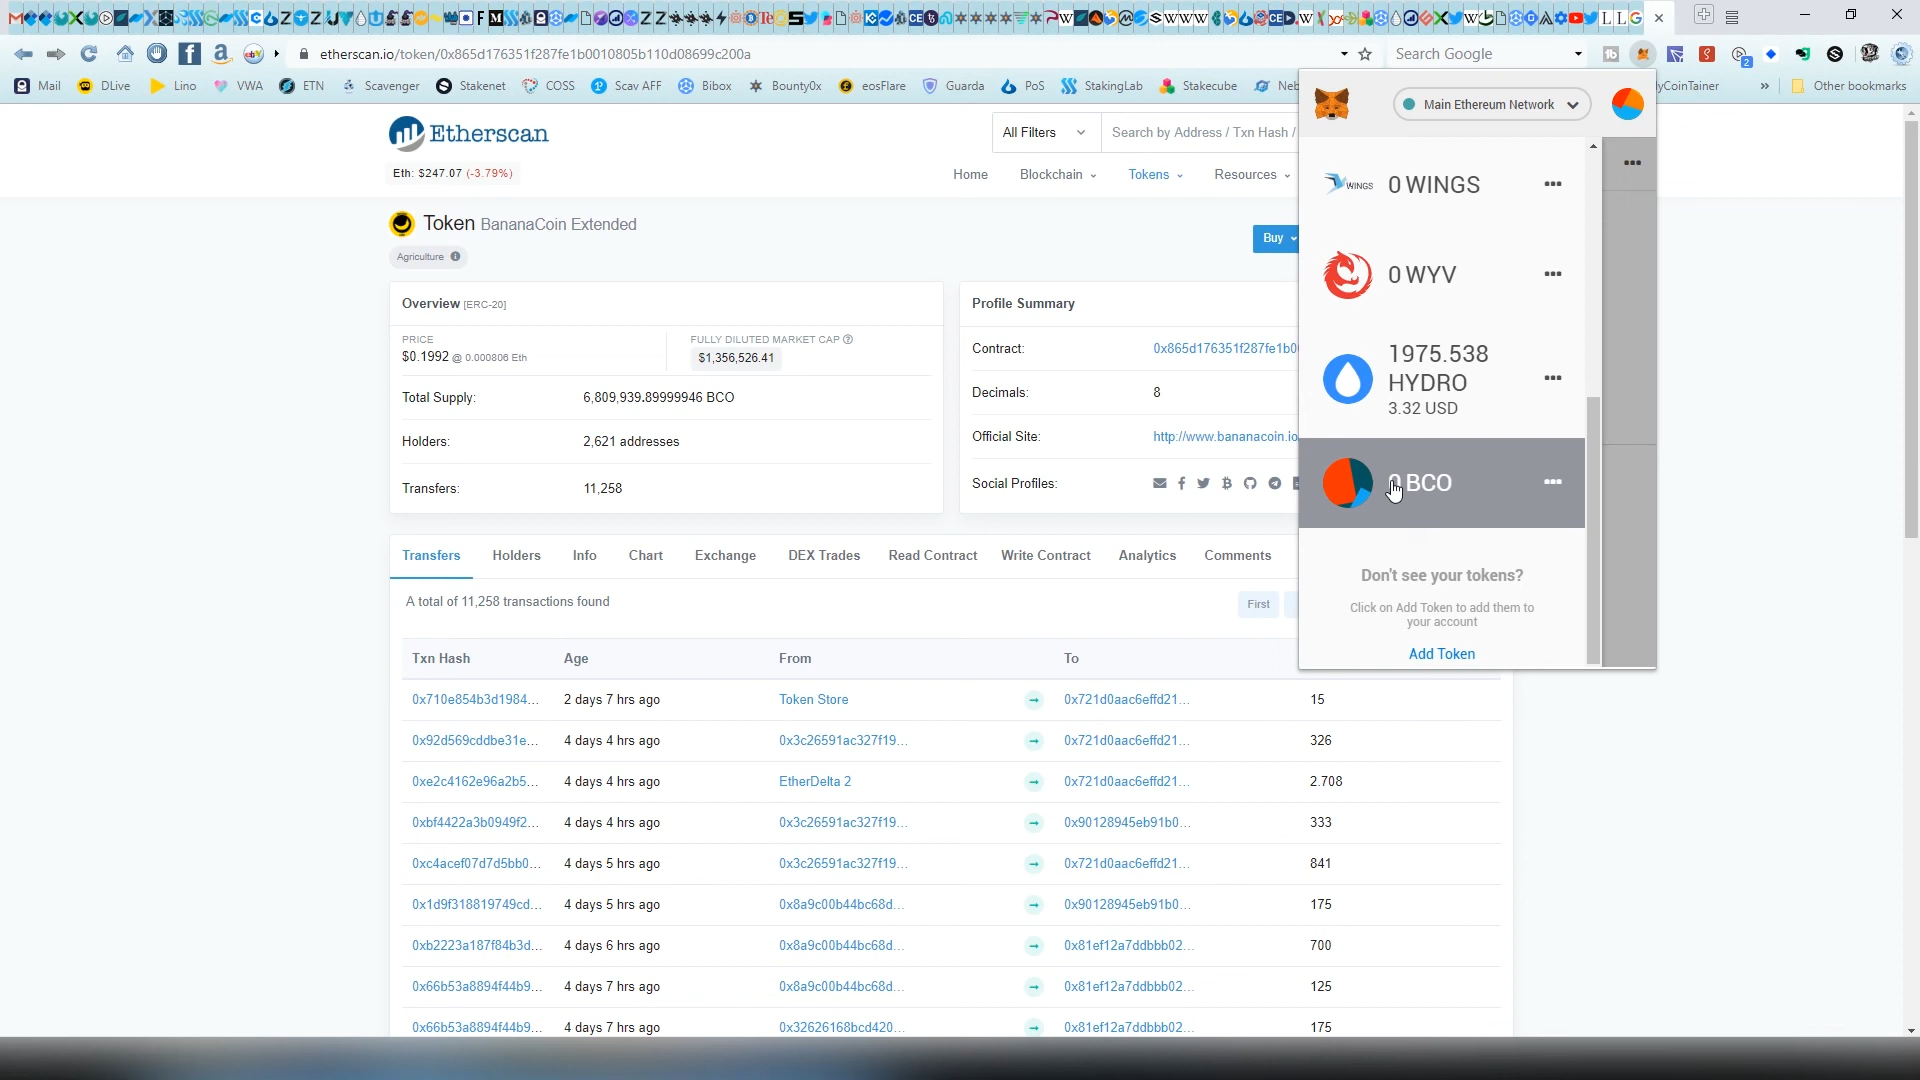 etherscan.io/token/0x865d176351f287fe1b0010805b110d08699c200a
Search Google
Mail DLive Lino VWA ETN Scavenger Stakenet COSS Scav AFF Bibox Bounty0x eosFlare Guarda PoS StakingLab Stakecube Neb yCoinTainer » Other bookmarks
Etherscan
All Filters
Search by Address / Txn Hash /
Eth: $247.07 (-3.79%)
Home Blockchain Tokens Resources
Token BananaCoin Extended
Agriculture
Buy
Overview [ERC-20]
PRICE
$0.1992 @ 0.000806 Eth
FULLY DILUTED MARKET CAP
$1,356,526.41
Total Supply: 6,809,939.89999946 BCO
Holders: 2,621 addresses
Transfers: 11,258
Profile Summary
Contract: 0x865d176351f287fe1b0
Decimals: 8
Official Site: http://www.bananacoin.io
Social Profiles:
Main Ethereum Network
0 WINGS
WINGS
0 WYV
1975.538
HYDRO
3.32 USD
0 BCO
Don't see your tokens?
Click on Add Token to add them to
your account
Add Token
Transfers Holders Info Chart Exchange DEX Trades Read Contract Write Contract Analytics Comments
A total of 11,258 transactions found
First
Txn Hash Age From To
0x710e854b3d1984... 2 days 7 hrs ago Token Store 0x721d0aac6effd21... 15
0x92d569cddbe31e... 4 days 4 hrs ago 0x3c26591ac327f19... 0x721d0aac6effd21... 326
0xe2c4162e96a2b5... 4 days 4 hrs ago EtherDelta 2 0x721d0aac6effd21... 2.708
0xbf4422a3b0949f2... 4 days 4 hrs ago 0x3c26591ac327f19... 0x90128945eb91b0... 333
0xc4acef07d7d5bb0... 4 days 5 hrs ago 0x3c26591ac327f19... 0x721d0aac6effd21... 841
0x1d9f318819749cd... 4 days 5 hrs ago 0x8a9c00b44bc68d... 0x90128945eb91b0... 175
0xb2223a187f84b3d... 4 days 6 hrs ago 0x8a9c00b44bc68d... 0x81ef12a7ddbbb02... 700
0x66b53a8894f44b9... 4 days 7 hrs ago 0x8a9c00b44bc68d... 0x81ef12a7ddbbb02... 125
0x66b53a8894f44b9... 4 days 7 hrs ago 0x32626168bcd420... 0x81ef12a7ddbbb02... 175